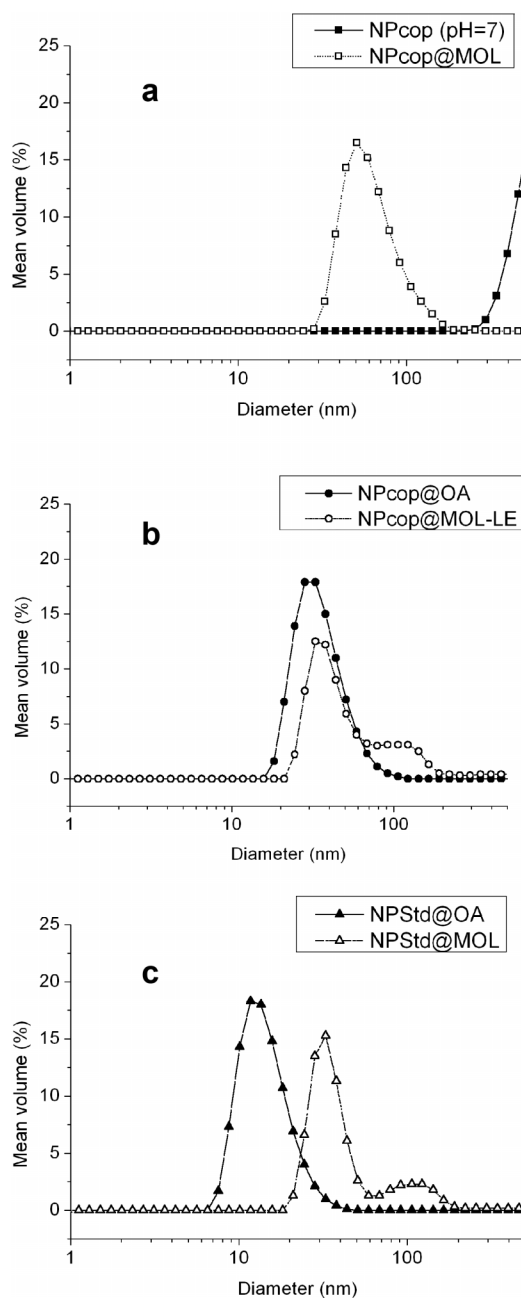 NPcop (pH=7)
NPcop@MOL
a
25
20
15
10
5
0
Mean volume (%)
1
10
100
Diameter (nm)
NPcop@OA
NPcop@MOL-LE
b
25
20
15
10
5
0
Mean volume (%)
1
10
100
Diameter (nm)
NPStd@OA
NPStd@MOL
c
25
20
15
10
5
0
Mean volume (%)
1
10
100
Diameter (nm)